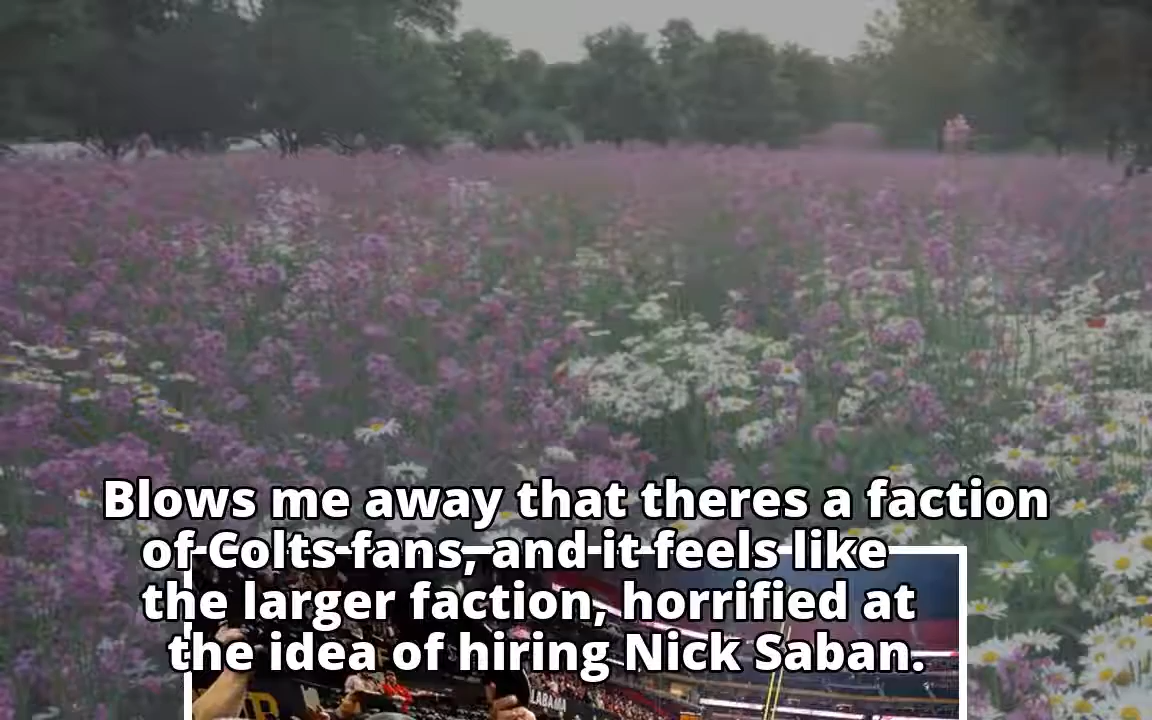 Blows me away that theres a faction
of Colts fans, and it feels like
the larger faction, horrified at
the idea of hiring Nick Saban.
LABAMA